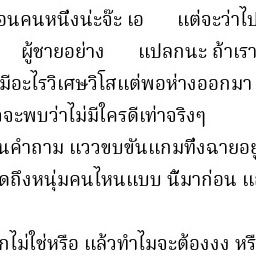 อนคนหนึ่งน่ะจ๊ะ เอ แต่จะว่าไป
ผู้ชายอย่าง แปลกนะ ถ้าเรา
มีอะไรวิเศษวิโสแต่พอห่างออกมา
จะพบว่าไม่มีใครดีเท่าจริงๆ
นคำถาม แววขบขันแกมทึ่งฉายอยู่
ดถึงหนุ่มคนไหนแบบ นี้มาก่อน แ
กไม่ใช่หรือ แล้วทำไมจะต้องงง หรื